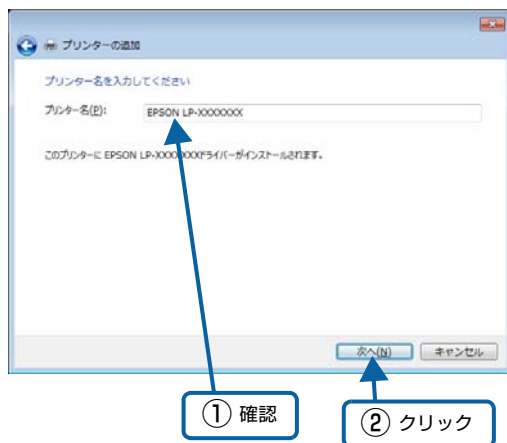 プリンターの追加
プリンター名を入力してください
プリンター名(P): EPSON LP-XXXXXXX
このプリンターに EPSON LP-XXXXXXXドライバーがインストールされます。
次へ(N) キャンセル
① 確認
② クリック